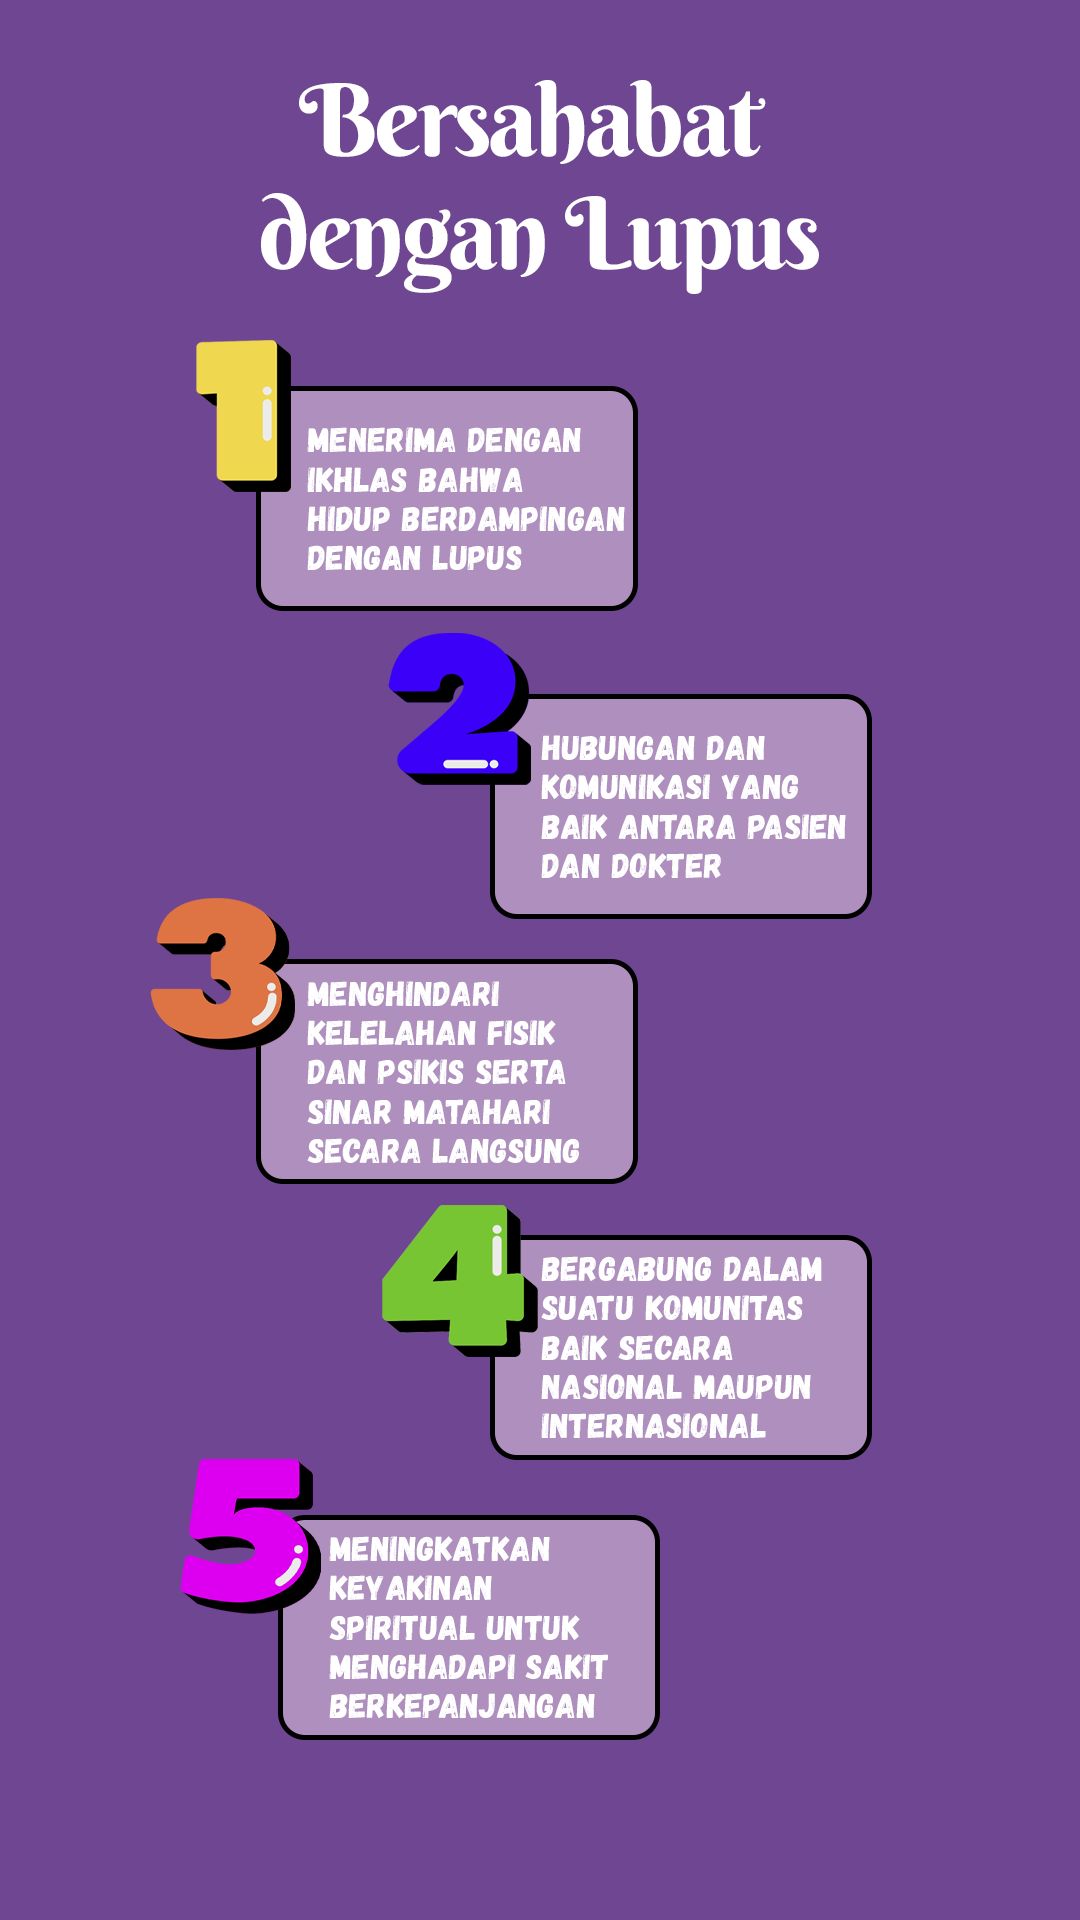 Bersahabat
dengan Lupus
1
MENERIMA DENGAN
IKHLAS BAHWA
HIDUP BERDAMPINGAN
DENGAN LUPUS
2
HUBUNGAN DAN
KOMUNIKASI YANG
BAIK ANTARA PASIEN
DAN DOKTER
3
MENGHINDARI
KELELAHAN FISIK
DAN PSIKIS SERTA
SINAR MATAHARI
SECARA LANGSUNG
4
BERGABUNG DALAM
SUATU KOMUNITAS
BAIK SECARA
NASIONAL MAUPUN
INTERNASIONAL
5
MENINGKATKAN
KEYAKINAN
SPIRITUAL UNTUK
MENGHADAPI SAKIT
BERKEPANJANGAN